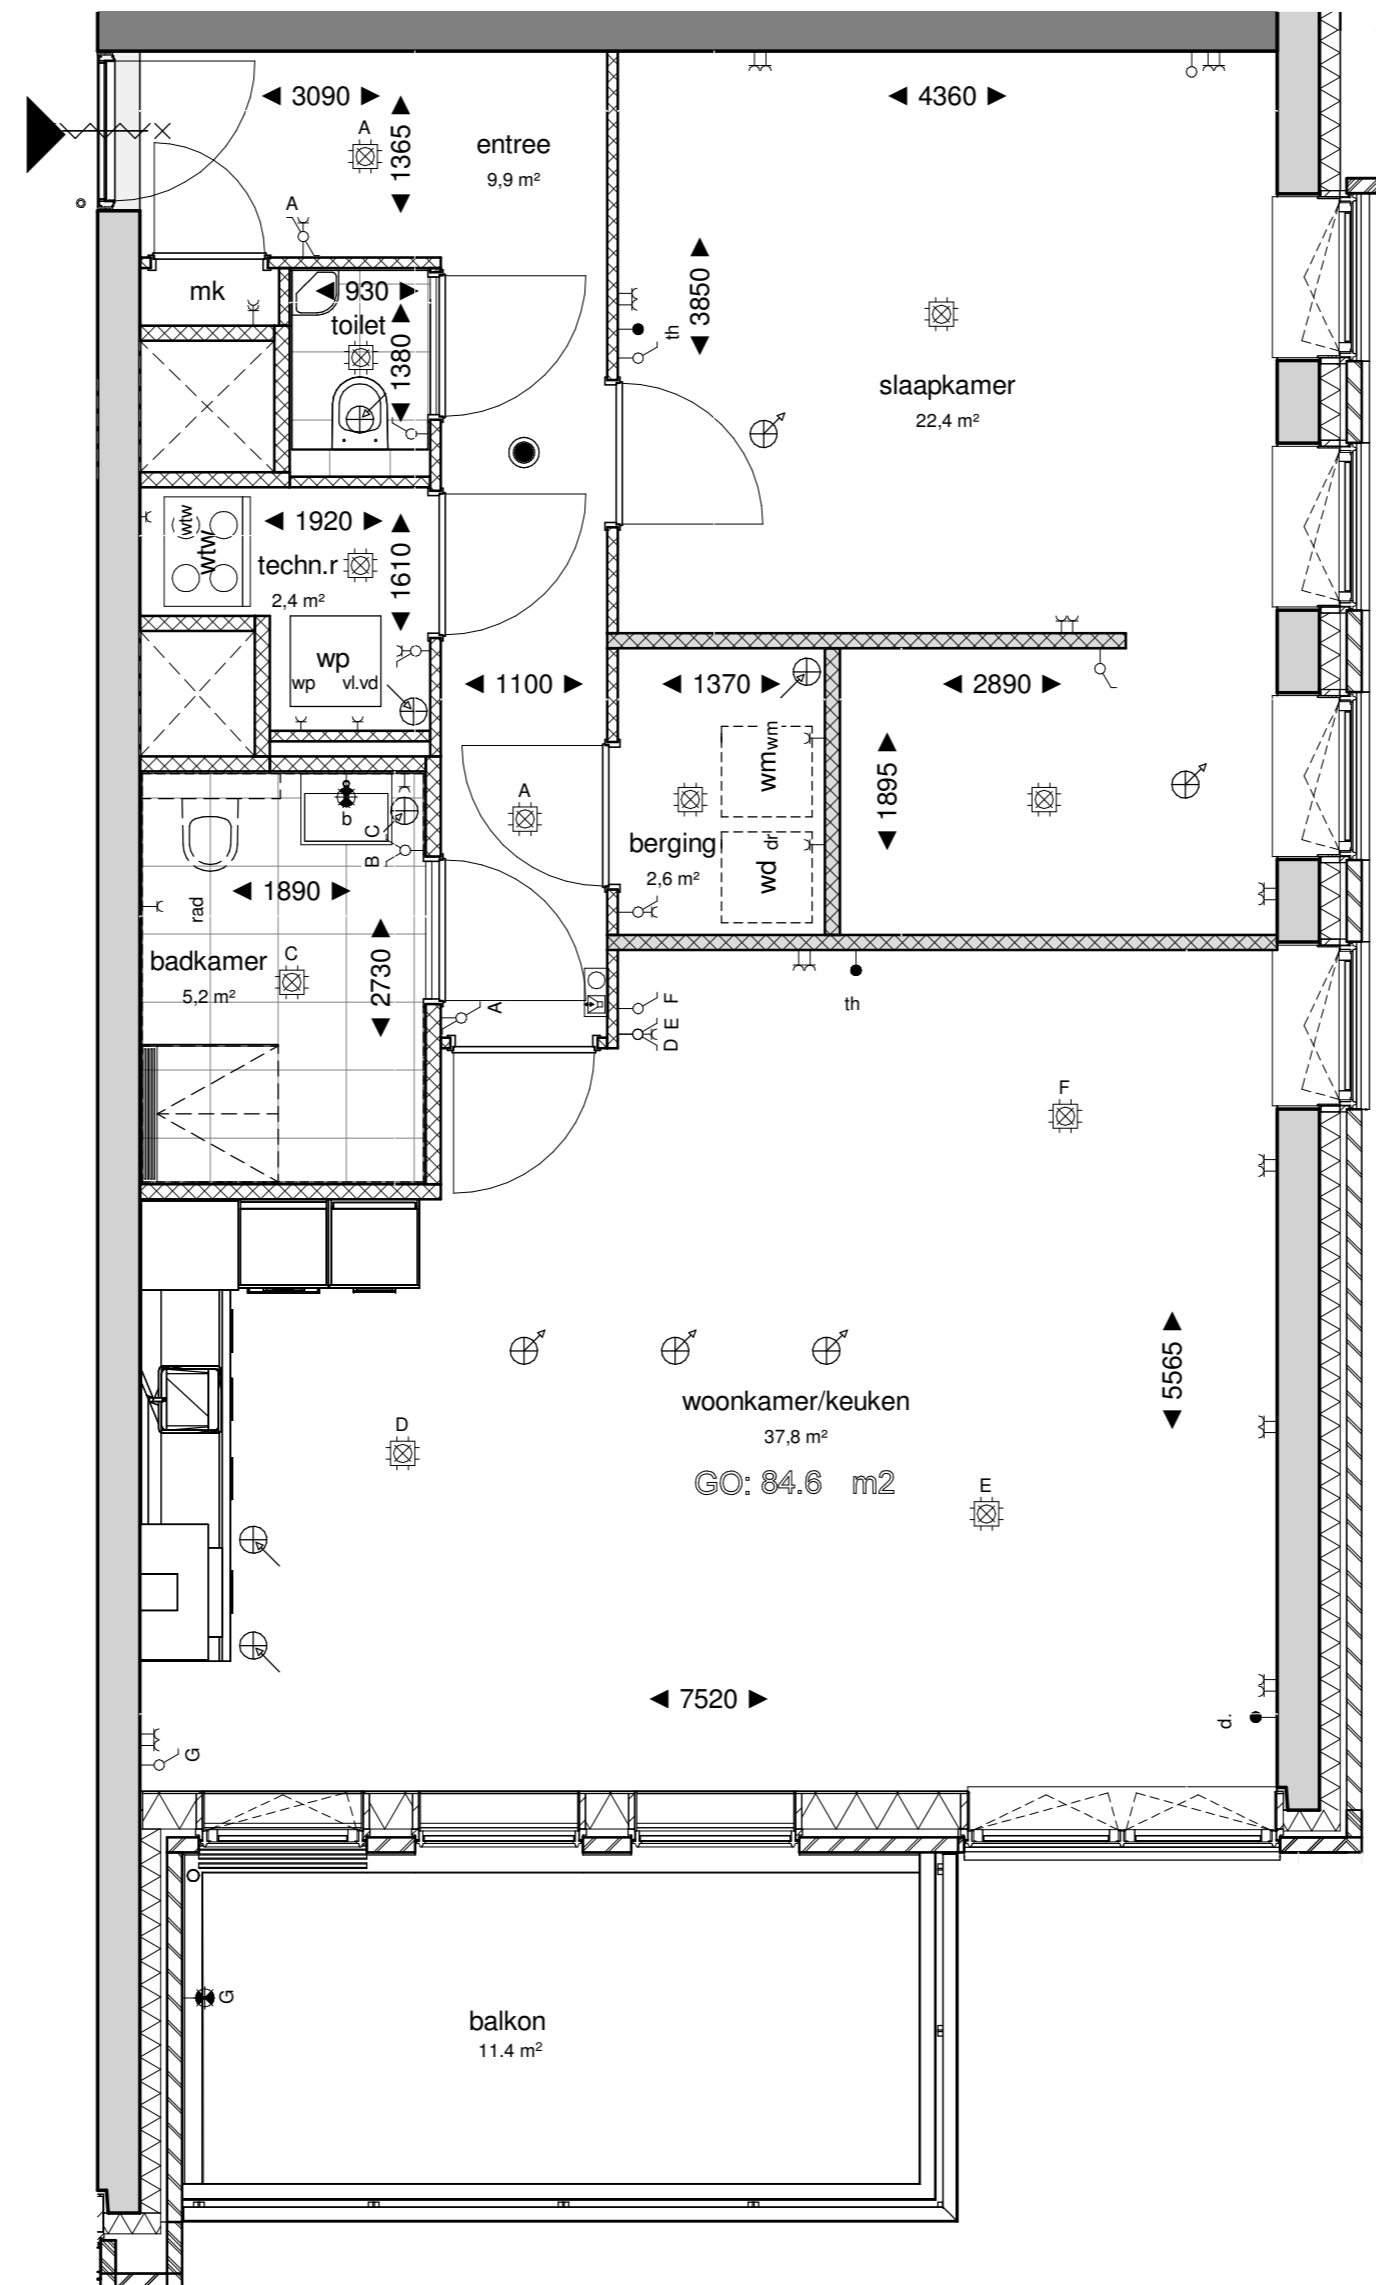 3090
4360
A
1365
entree
9,9 m²
A
mk
930
toilet
1380
3850
th
slaapkamer
22,4 m²
wtw
wtw
1920
techn.r
1610
2,4 m²
wp
wp
vl.vd
1100
1370
2890
wm
wm
1895
A
b
C
B
berging
2,6 m²
wd
dr
1890
rad
badkamer
5,2 m²
C
2730
A
F
E
D
th
F
5565
woonkamer/keuken
37,8 m²
D
GO: 84.6 m2
E
7520
d.
G
G
balkon
11.4 m²